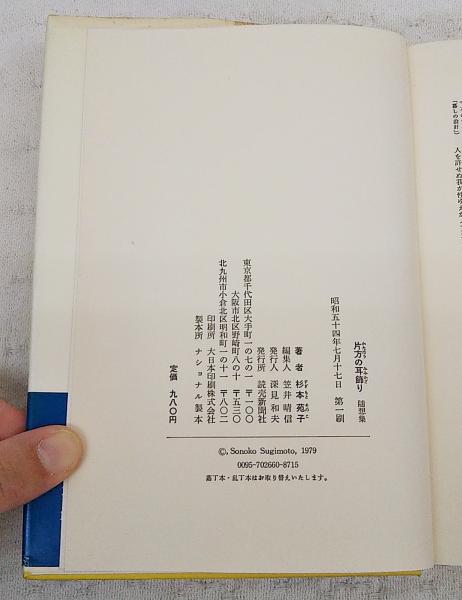 片方の耳飾り 随想集
昭和五十四年七月十七日 第一刷
著者 杉本苑子
編集人 笠井晴信
発行人 深見和夫
発行所 読売新聞社
東京都千代田区大手町一の七の一 〒一〇〇
大阪市北区野崎町八の十 〒五三〇
北九州市小倉北区明和町一の十一 〒八〇二
印刷所 大日本印刷株式会社
製本所 ナショナル製本
定価 九八〇円
©, Sonoko Sugimoto, 1979
0095-702660-8715
落丁本・乱丁本はお取り替えいたします。